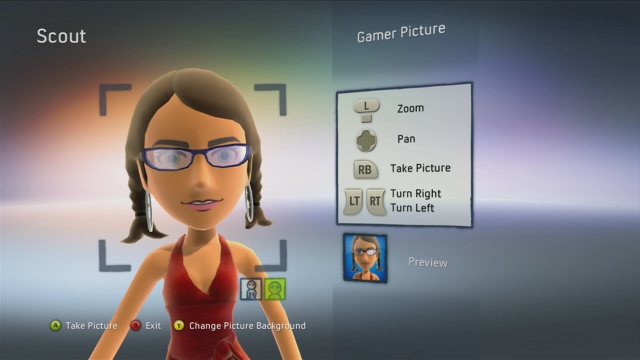 Scout
Gamer Picture
L Zoom
Pan
RB Take Picture
LT RT Turn Right
Turn Left
Preview
A Take Picture B Exit Y Change Picture Background